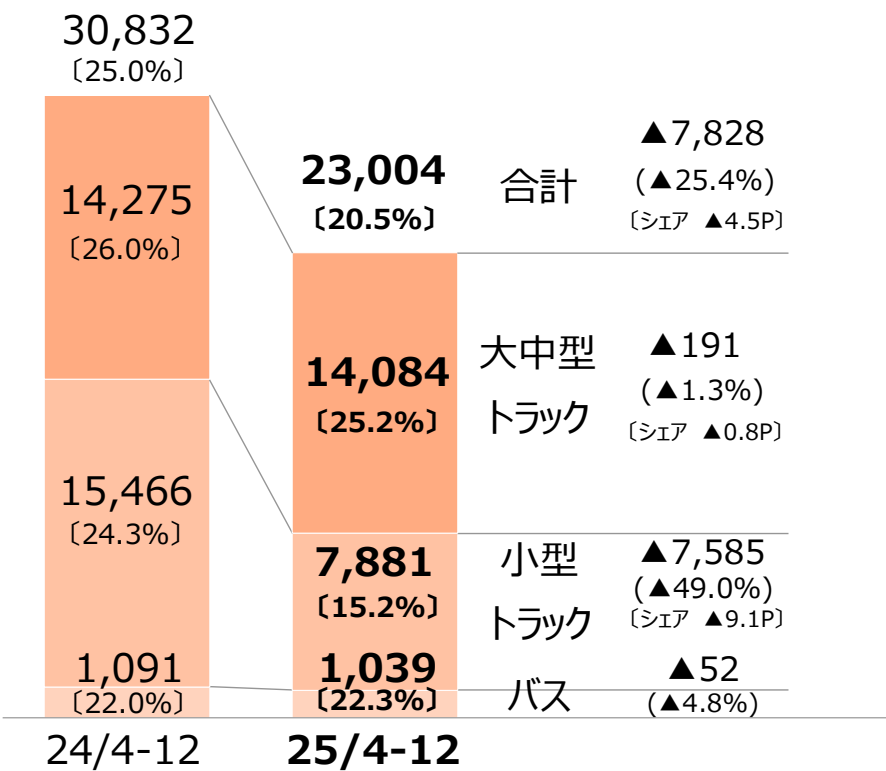 30,832
〔25.0%〕
14,275
〔26.0%〕
15,466
〔24.3%〕
1,091
〔22.0%〕
24/4-12
23,004
〔20.5%〕
14,084
〔25.2%〕
7,881
〔15.2%〕
1,039
〔22.3%〕
25/4-12
合計
▲7,828
(▲25.4%)
〔シェア ▲4.5P〕
大中型
トラック
▲191
(▲1.3%)
〔シェア ▲0.8P〕
小型
トラック
▲7,585
(▲49.0%)
〔シェア ▲9.1P〕
バス
▲52
(▲4.8%)